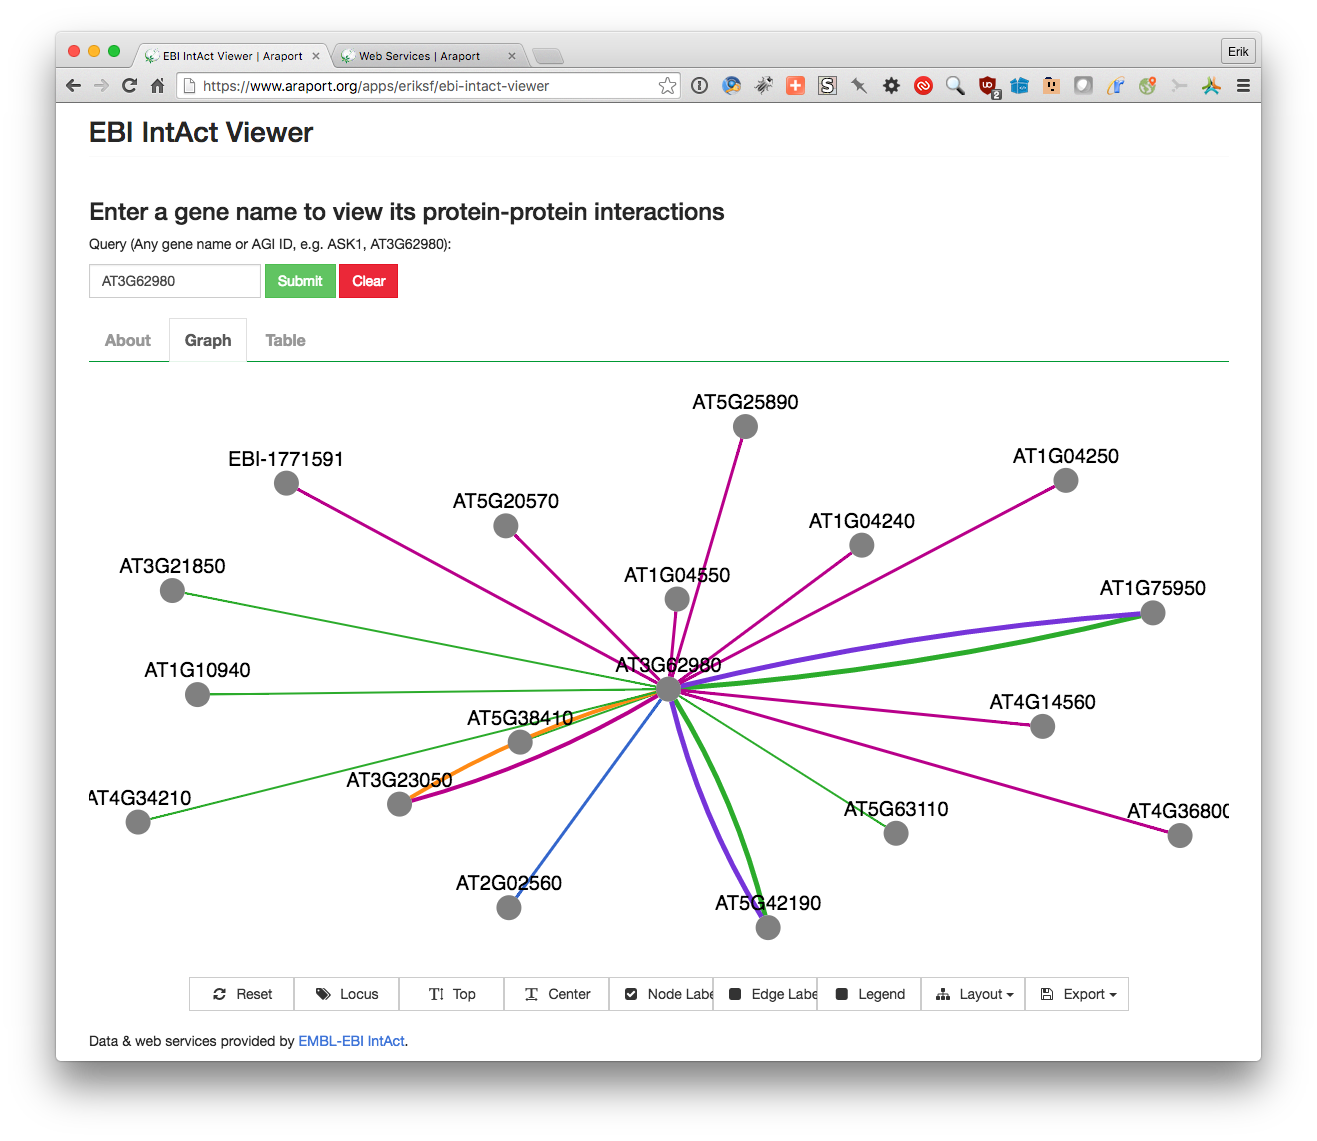 EBI IntAct Viewer | Araport
Web Services | Araport
Erik
https://www.araport.org/apps/eriksf/ebi-intact-viewer
EBI IntAct Viewer
Enter a gene name to view its protein-protein interactions
Query (Any gene name or AGI ID, e.g. ASK1, AT3G62980):
AT3G62980 Submit Clear
About Graph Table
AT5G25890
EBI-1771591
AT1G04250
AT5G20570
AT1G04240
AT3G21850
AT1G04550
AT1G75950
AT1G10940
AT3G62980
AT4G14560
AT5G38410
AT3G23050
AT4G34210
AT5G63110
AT4G36800
AT2G02560
AT5G42190
Reset Locus Top Center Node Labe Edge Labe Legend Layout Export
Data & web services provided by EMBL-EBI IntAct.